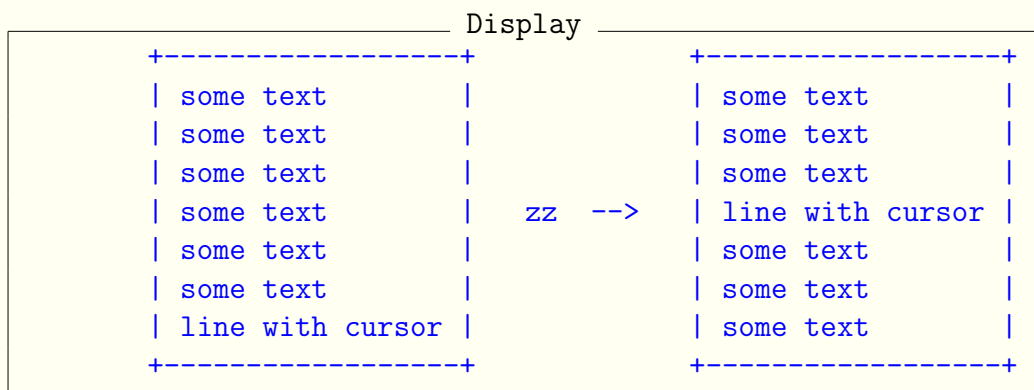 Display
+------------------+            +------------------+
| some text        |            | some text        |
| some text        |            | some text        |
| some text        |            | some text        |
| some text        |  zz  -->   | line with cursor |
| some text        |            | some text        |
| some text        |            | some text        |
| line with cursor |            | some text        |
+------------------+            +------------------+